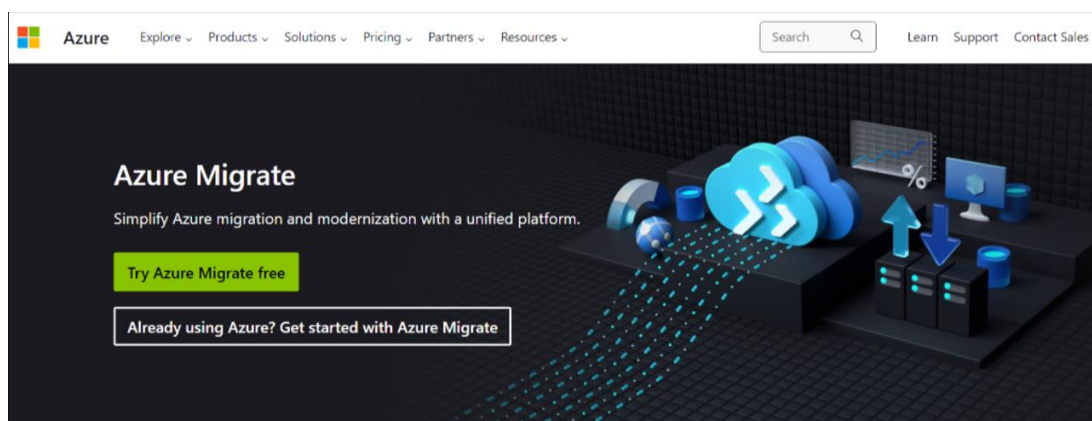 Azure Explore Products Solutions Pricing Partners Resources Search Learn Support Contact Sales
Azure Migrate
Simplify Azure migration and modernization with a unified platform.
Try Azure Migrate free
Already using Azure? Get started with Azure Migrate
%